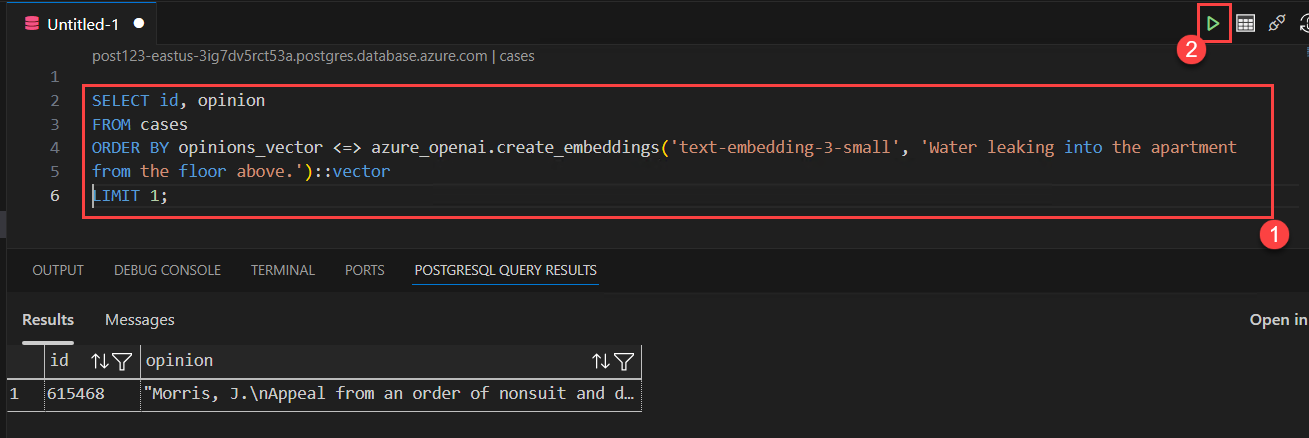 Untitled-1
2
post123-eastus-3ig7dv5rct53a.postgres.database.azure.com | cases
1
2 SELECT id, opinion
3 FROM cases
4 ORDER BY opinions_vector <=> azure_openai.create_embeddings('text-embedding-3-small', 'Water leaking into the apartment
5 from the floor above.')::vector
6 LIMIT 1;
1
OUTPUT DEBUG CONSOLE TERMINAL PORTS POSTGRESQL QUERY RESULTS
Results Messages Open in
id opinion
1 615468 "Morris, J.\nAppeal from an order of nonsuit and d…